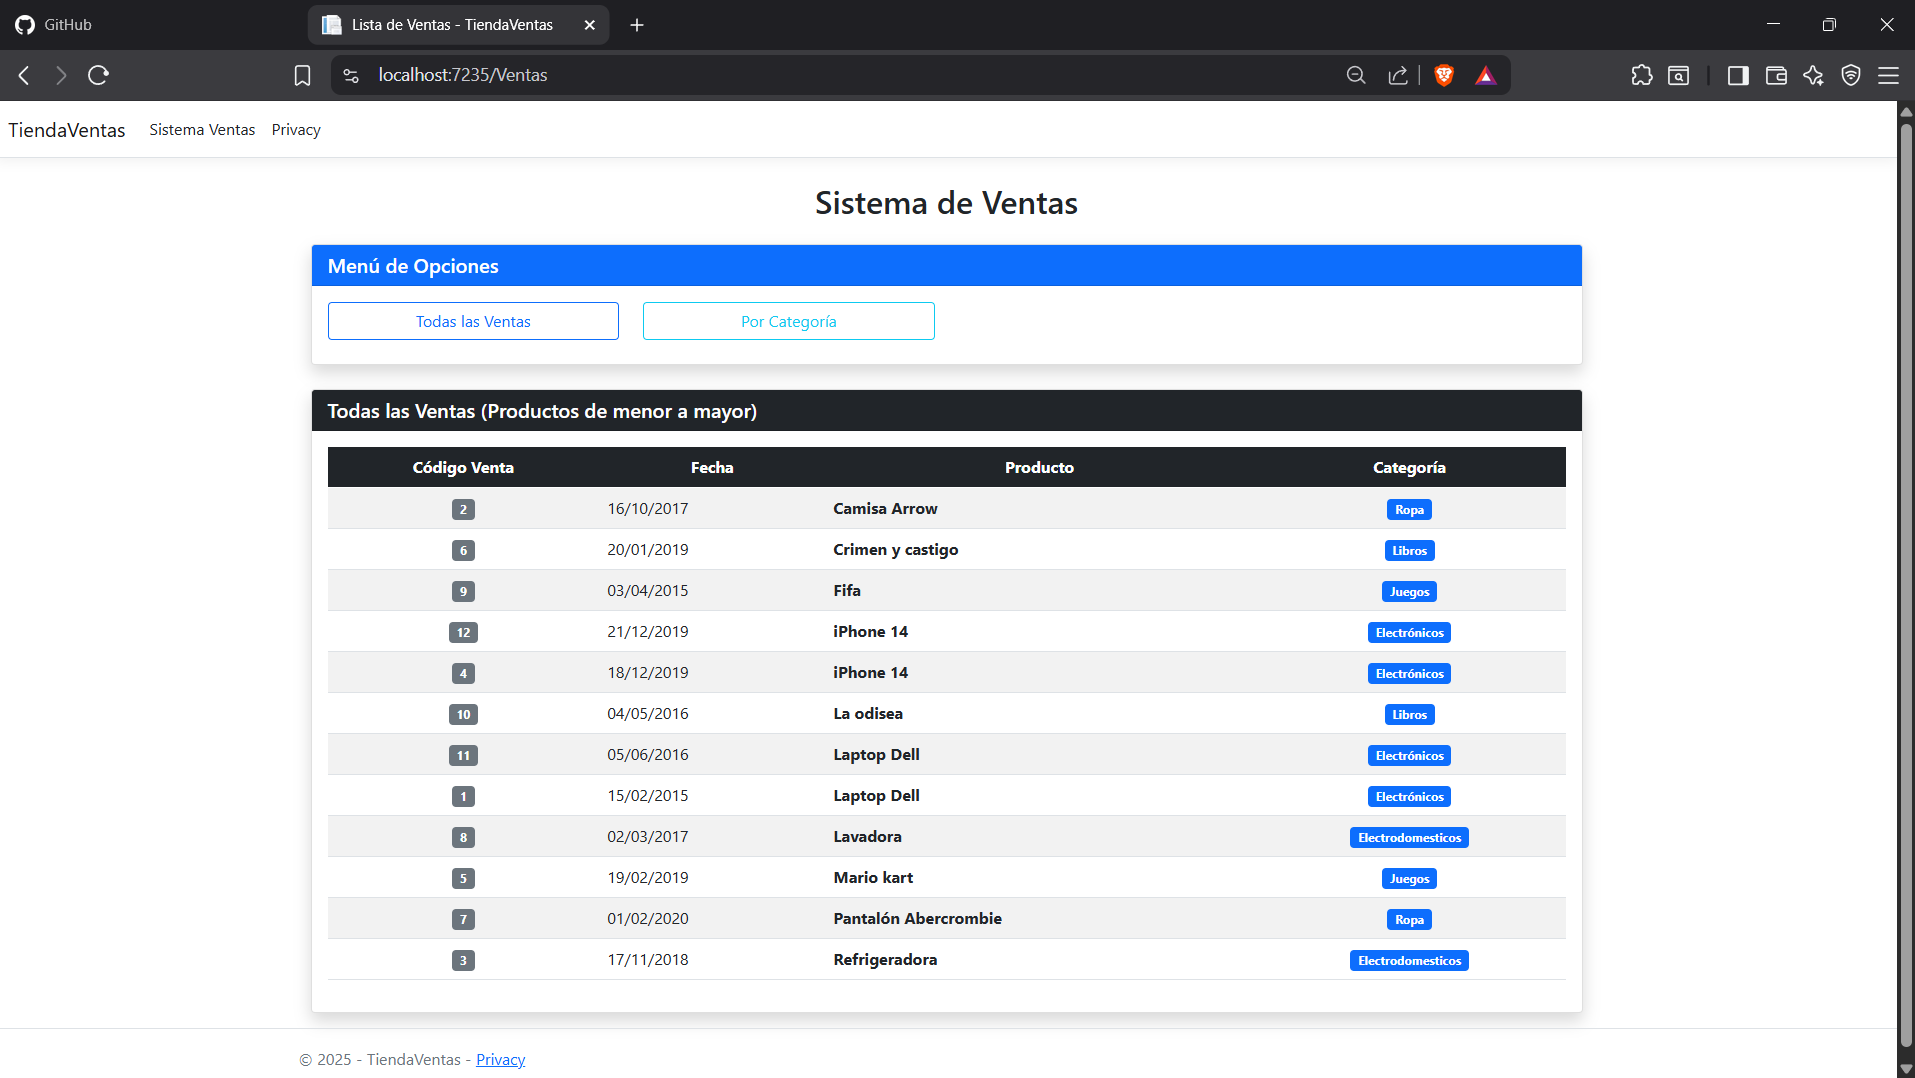 GitHub
Lista de Ventas - TiendaVentas
localhost:7235/Ventas
TiendaVentas Sistema Ventas Privacy
Sistema de Ventas
Menú de Opciones
Todas las Ventas Por Categoría
Todas las Ventas (Productos de menor a mayor)
Código Venta Fecha Producto Categoría
2 16/10/2017 Camisa Arrow Ropa
6 20/01/2019 Crimen y castigo Libros
9 03/04/2015 Fifa Juegos
12 21/12/2019 iPhone 14 Electrónicos
4 18/12/2019 iPhone 14 Electrónicos
10 04/05/2016 La odisea Libros
11 05/06/2016 Laptop Dell Electrónicos
1 15/02/2015 Laptop Dell Electrónicos
8 02/03/2017 Lavadora Electrodomesticos
5 19/02/2019 Mario kart Juegos
7 01/02/2020 Pantalón Abercrombie Ropa
3 17/11/2018 Refrigeradora Electrodomesticos
© 2025 - TiendaVentas - Privacy